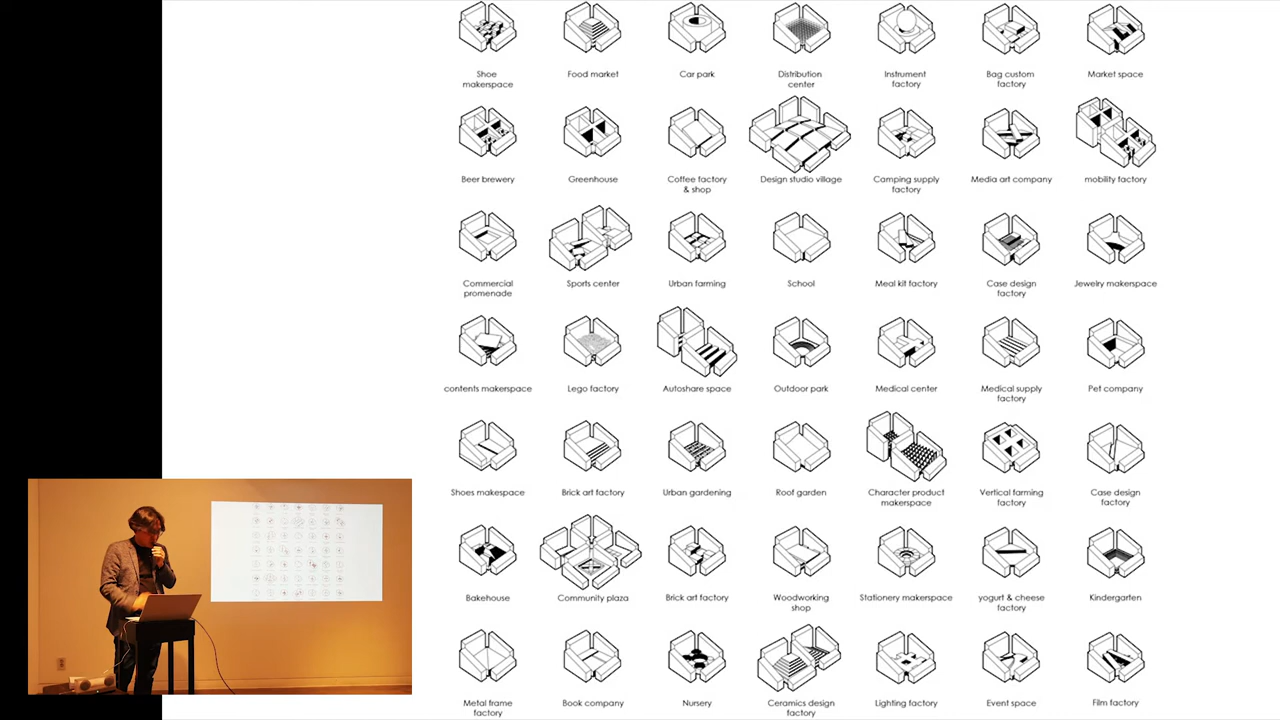 Shoe makerspace
Food market
Car park
Distribution center
Instrument factory
Bag custom factory
Market space
Beer brewery
Greenhouse
Coffee factory & shop
Design studio village
Camping supply factory
Media art company
mobility factory
Commercial promenade
Sports center
Urban farming
School
Meal kit factory
Case design factory
Jewelry makerspace
contents makerspace
Lego factory
Autoshare space
Outdoor park
Medical center
Medical supply factory
Pet company
Shoes makespace
Brick art factory
Urban gardening
Roof garden
Character product makerspace
Vertical farming factory
Case design factory
Bakehouse
Community plaza
Brick art factory
Woodworking shop
Stationery makerspace
yogurt & cheese factory
Kindergarten
Metal frame factory
Book company
Nursery
Ceramics design factory
Lighting factory
Event space
Film factory